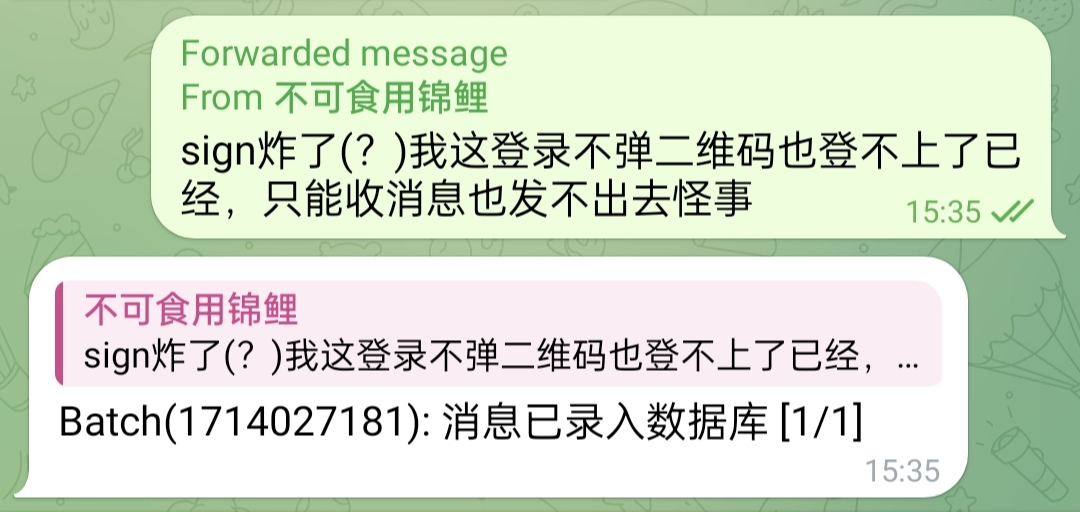 Forwarded message
From 不可食用锦鲤
sign炸了(？)我这登录不弹二维码也登不上了已
经，只能收消息也发不出去怪事
15:35
不可食用锦鲤
sign炸了(？)我这登录不弹二维码也登不上了已经，...
Batch(1714027181): 消息已录入数据库 [1/1]
15:35